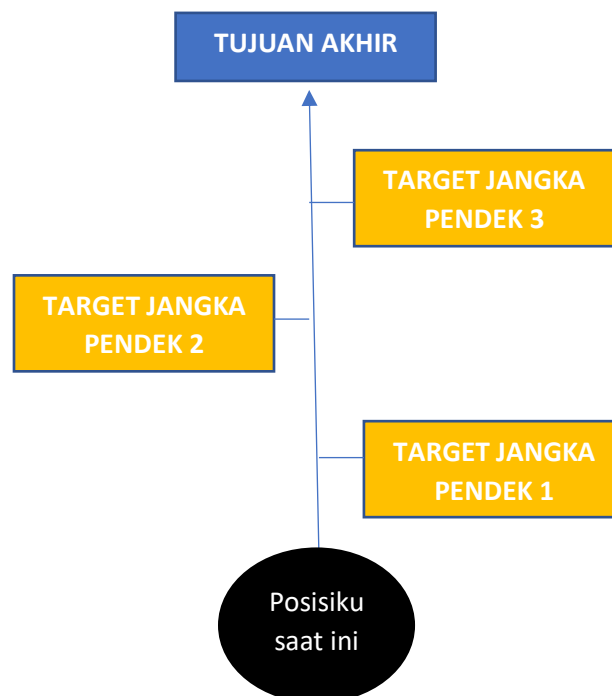 TUJUAN AKHIR
TARGET JANGKA
PENDEK 3
TARGET JANGKA
PENDEK 2
TARGET JANGKA
PENDEK 1
Posisiku
saat ini